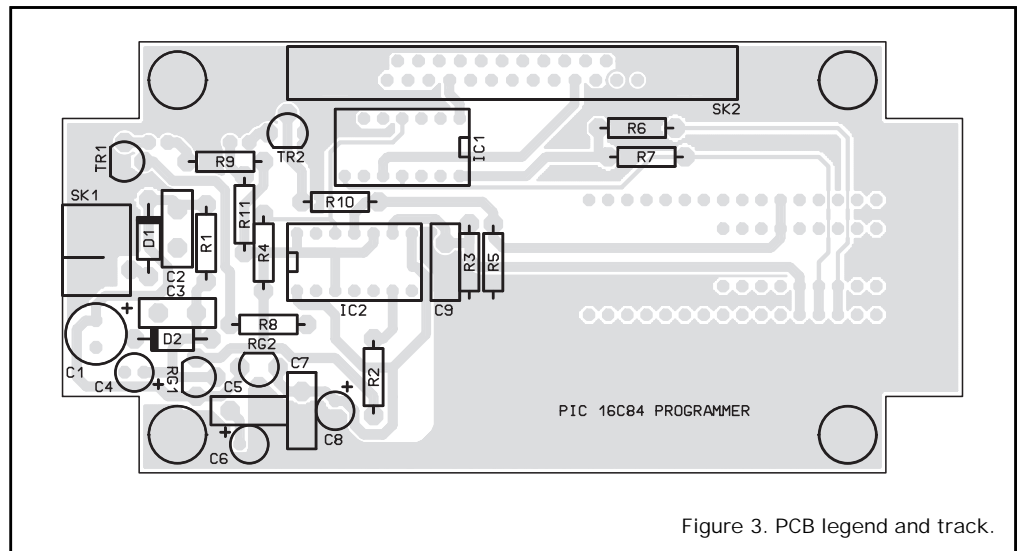 SK2
TR1
TR2
IC1
R6
R7
R9
SK1
R10
R11
D1
R1
R4
R3
R5
C2
C3
IC2
C9
+
R8
D2
RG2
C1
C4
+
RG1
C5
C7
+
R2
C8
+
C6
PIC 16C84 PROGRAMMER
Figure 3. PCB legend and track.